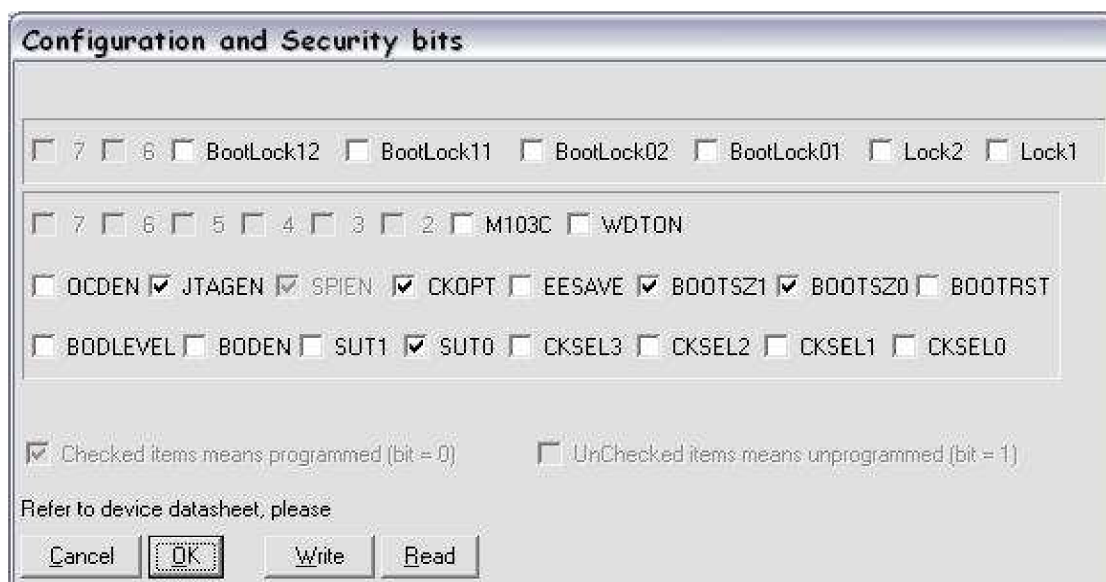 Configuration and Security bits
7 6 BootLock12 BootLock11 BootLock02 BootLock01 Lock2 Lock1
7 6 5 4 3 2 M103C WDTON
OCDEN JTAGEN SPIEN CKOPT EESAVE BOOTSZ1 BOOTSZ0 BOOTRST
BODLEVEL BODEN SUT1 SUT0 CKSEL3 CKSEL2 CKSEL1 CKSEL0
Checked items means programmed (bit = 0) UnChecked items means unprogrammed (bit = 1)
Refer to device datasheet, please
Cancel OK Write Read